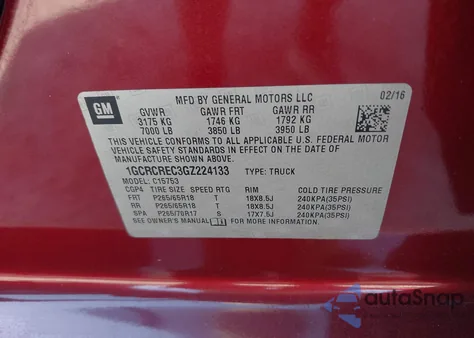 GM
MFD BY GENERAL MOTORS LLC 02/16
GVWR GAWR FRT GAWR RR
3175 KG 1746 KG 1792 KG
7000 LB 3850 LB 3950 LB
THIS VEHICLE CONFORMS TO ALL APPLICABLE U.S. FEDERAL MOTOR
VEHICLE SAFETY STANDARDS IN EFFECT ON THE DATE OF
MANUFACTURE SHOWN ABOVE.
1GCRCREC3GZ224133 TYPE: TRUCK
MODEL: C15753
CGP4 TIRE SIZE SPEED RTG RIM COLD TIRE PRESSURE
FRT P265/65R18 T 18X8.5J 240KPA(35PSI)
RR P265/65R18 T 18X8.5J 240KPA(35PSI)
SPA P265/70R17 S 17X7.5J 240KPA(35PSI)
SEE OWNER'S MANUAL FOR MORE INFORMATION.
autoSnap